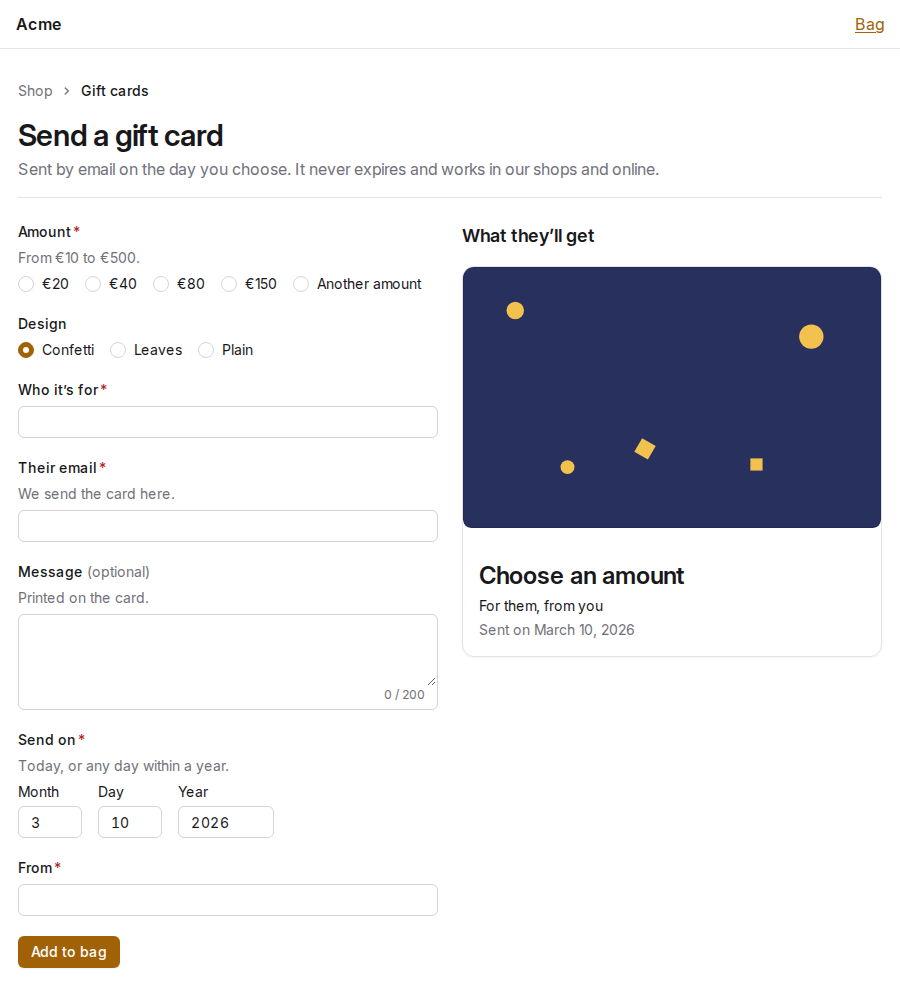 Acme
Bag
Shop > Gift cards
Send a gift card
Sent by email on the day you choose. It never expires and works in our shops and online.
Amount *
From €10 to €500.
€20 €40 €80 €150 Another amount
Design
Confetti Leaves Plain
Who it’s for *
Their email *
We send the card here.
Message (optional)
Printed on the card.
0 / 200
Send on *
Today, or any day within a year.
Month Day Year
3 10 2026
From *
Add to bag
What they’ll get
Choose an amount
For them, from you
Sent on March 10, 2026